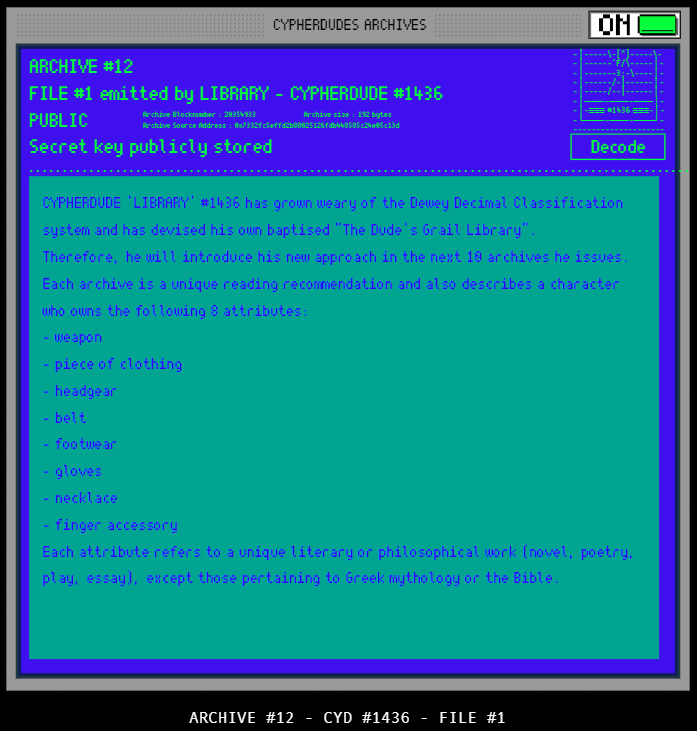 CYPHERDUDES ARCHIVES
ON
ARCHIVE #12
FILE #1 emitted by LIBRARY - CYPHERDUDE #1436
PUBLIC
Archive Blocknumber : 20354933 Archive size : 192 bytes
Archive Source Address :
#1436
Secret key publicly stored
Decode
CYPHERDUDE 'LIBRARY' #1436 has grown weary of the Dewey Decimal Classification
system and has devised his own baptised "The Dude's Grail Library".
Therefore, he will introduce his new approach in the next 10 archives he issues.
Each archive is a unique reading recommendation and also describes a character
who owns the following 8 attributes:
- weapon
- piece of clothing
- headgear
- belt
- footwear
- gloves
- necklace
- finger accessory
Each attribute refers to a unique literary or philosophical work (novel, poetry,
play, essay), except those pertaining to Greek mythology or the Bible.
ARCHIVE #12 - CYD #1436 - FILE #1